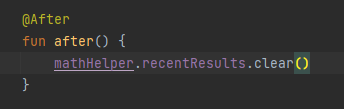 @After
fun after() {
    mathHelper.recentResults.clear()
}